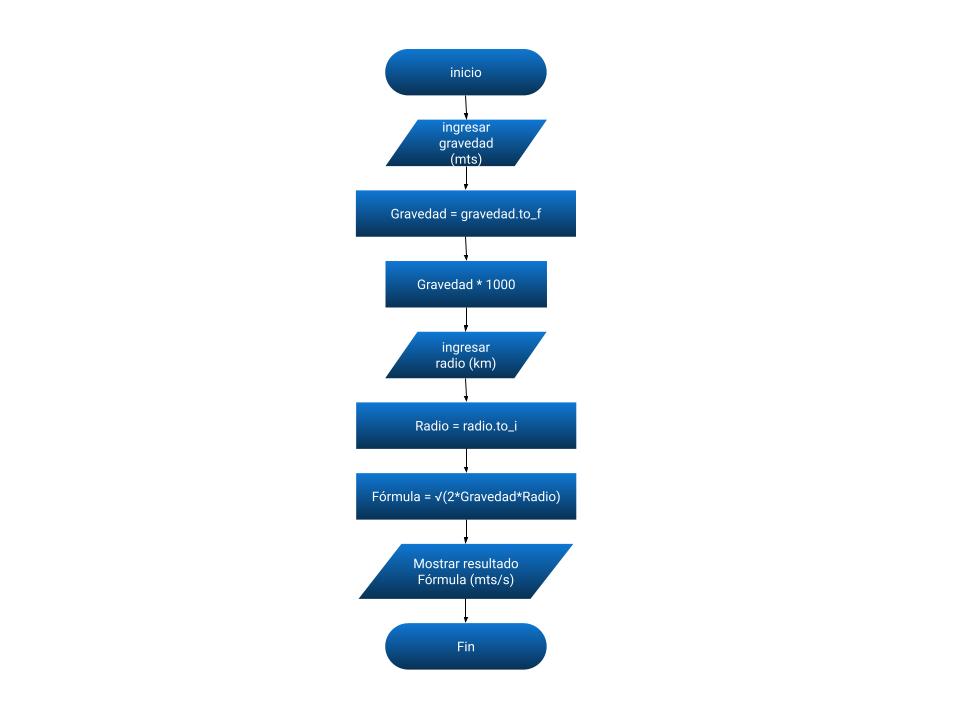 inicio
ingresar
gravedad
(mts)
Gravedad = gravedad.to_f
Gravedad * 1000
ingresar
radio (km)
Radio = radio.to_i
Fórmula = √(2*Gravedad*Radio)
Mostrar resultado
Fórmula (mts/s)
Fin